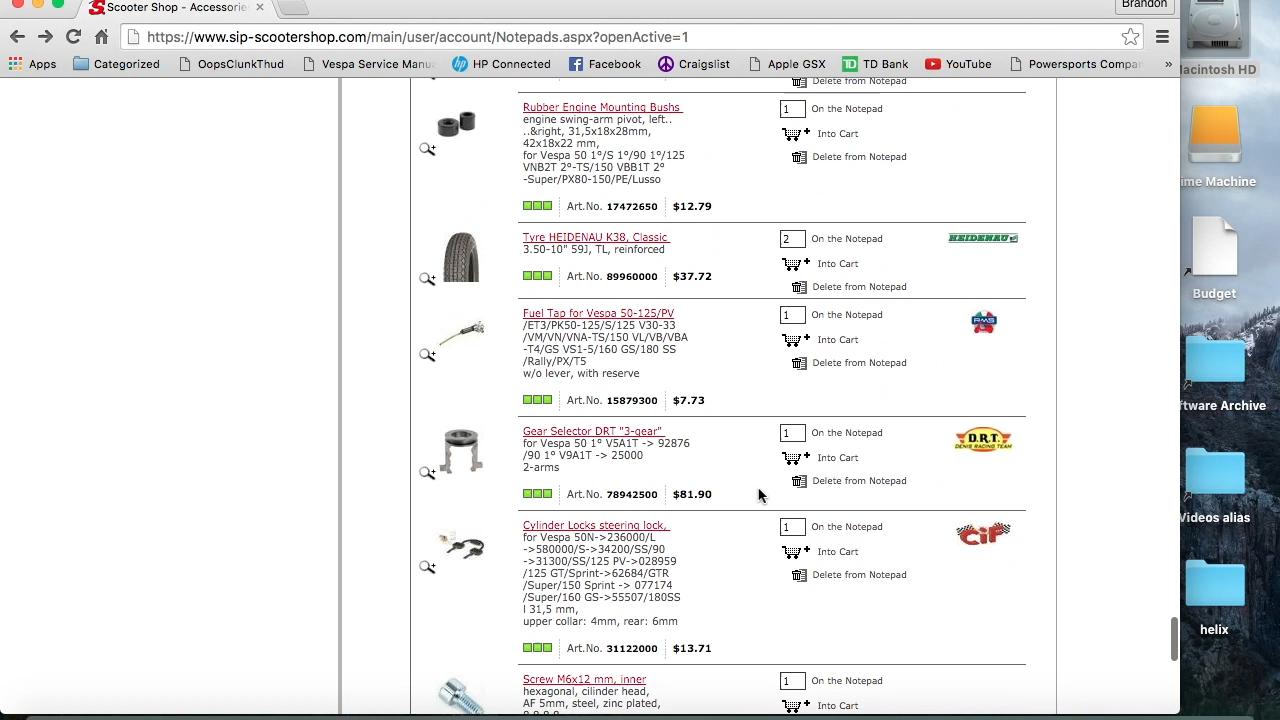 Scooter Shop - Accessorie
Brandon
https://www.sip-scootershop.com/main/user/account/Notepads.aspx?openActive=1
Apps Categorized OopsClunkThud Vespa Service Manu HP Connected Facebook Craigslist Apple GSX TD Bank YouTube Powersports Compa »
Delete from Notepad
Rubber Engine Mounting Bushs
engine swing-arm pivot, left..
..&right, 31,5x18x28mm,
42x18x22 mm,
for Vespa 50 1°/S 1°/90 1°/125
VNB2T 2°-TS/150 VBB1T 2°
-Super/PX80-150/PE/Lusso
Art.No. 17472650 $12.79
1 On the Notepad
Into Cart
Delete from Notepad
Tyre HEIDENAU K38, Classic
3.50-10" 59J, TL, reinforced
Art.No. 89960000 $37.72
2 On the Notepad
Into Cart
Delete from Notepad
HEIDENAU
Fuel Tap for Vespa 50-125/PV
/ET3/PK50-125/S/125 V30-33
/VM/VN/VNA-TS/150 VL/VB/VBA
-T4/GS VS1-5/160 GS/180 SS
/Rally/PX/T5
w/o lever, with reserve
Art.No. 15879300 $7.73
1 On the Notepad
Into Cart
Delete from Notepad
RMS
Gear Selector DRT "3-gear"
for Vespa 50 1° V5A1T -> 92876
/90 1° V9A1T -> 25000
2-arms
Art.No. 78942500 $81.90
1 On the Notepad
Into Cart
Delete from Notepad
D.R.T.
DENIS RACING TEAM
Cylinder Locks steering lock,
for Vespa 50N->236000/L
->580000/S->34200/SS/90
->31300/SS/125 PV->028959
/125 GT/Sprint->62684/GTR
/Super/150 Sprint -> 077174
/Super/160 GS->55507/180SS
l 31,5 mm,
upper collar: 4mm, rear: 6mm
Art.No. 31122000 $13.71
1 On the Notepad
Into Cart
Delete from Notepad
CiF
Screw M6x12 mm, inner
hexagonal, cilinder head,
AF 5mm, steel, zinc plated,
1 On the Notepad
Into Cart
Macintosh HD
ime Machine
Budget
ftware Archive
Videos alias
helix